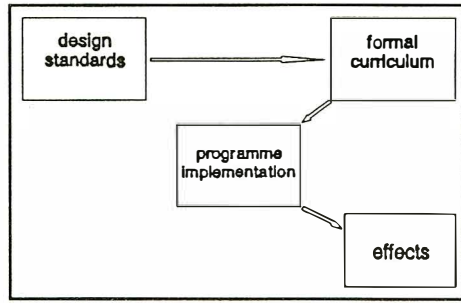 design
standards
formal
curriculum
programme
implementation
effects